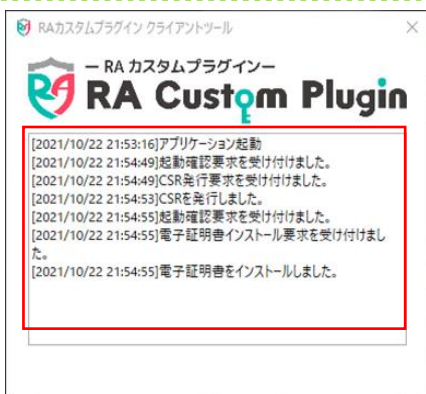 RAカスタムプラグイン クライアントツール
ー RA カスタムプラグインー
RA Custom Plugin
[2021/10/22 21:53:16]アプリケーション起動
[2021/10/22 21:54:49]起動確認要求を受け付けました。
[2021/10/22 21:54:49]CSR発行要求を受け付けました。
[2021/10/22 21:54:53]CSRを発行しました。
[2021/10/22 21:54:55]起動確認要求を受け付けました。
[2021/10/22 21:54:55]電子証明書インストール要求を受け付けまし
た。
[2021/10/22 21:54:55]電子証明書をインストールしました。